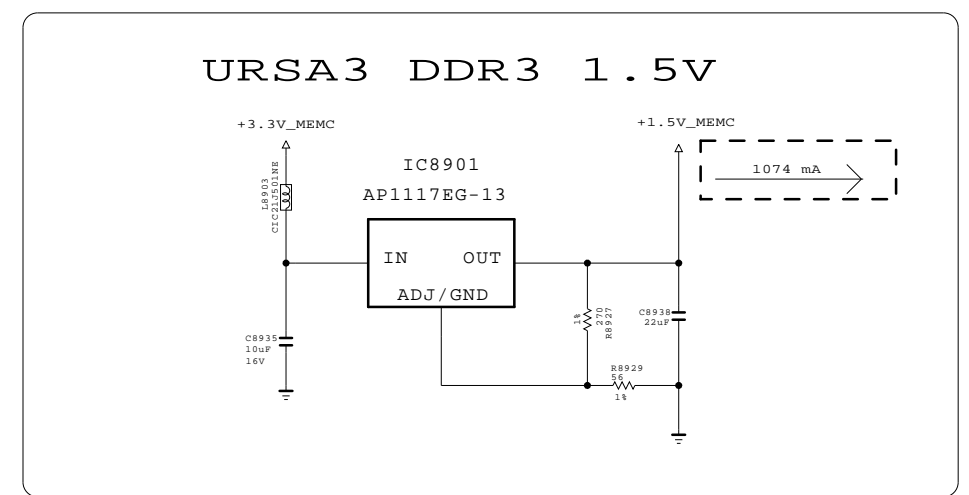 URSA3 DDR3 1.5V
+3.3V_MEMC
+1.5V_MEMC
1074 mA
IC8901
AP1117EG-13
L8903
CIC21J501NE
IN
OUT
ADJ/GND
1%
270
R8927
C8938
22uF
C8935
10uF
16V
R8929
56
1%